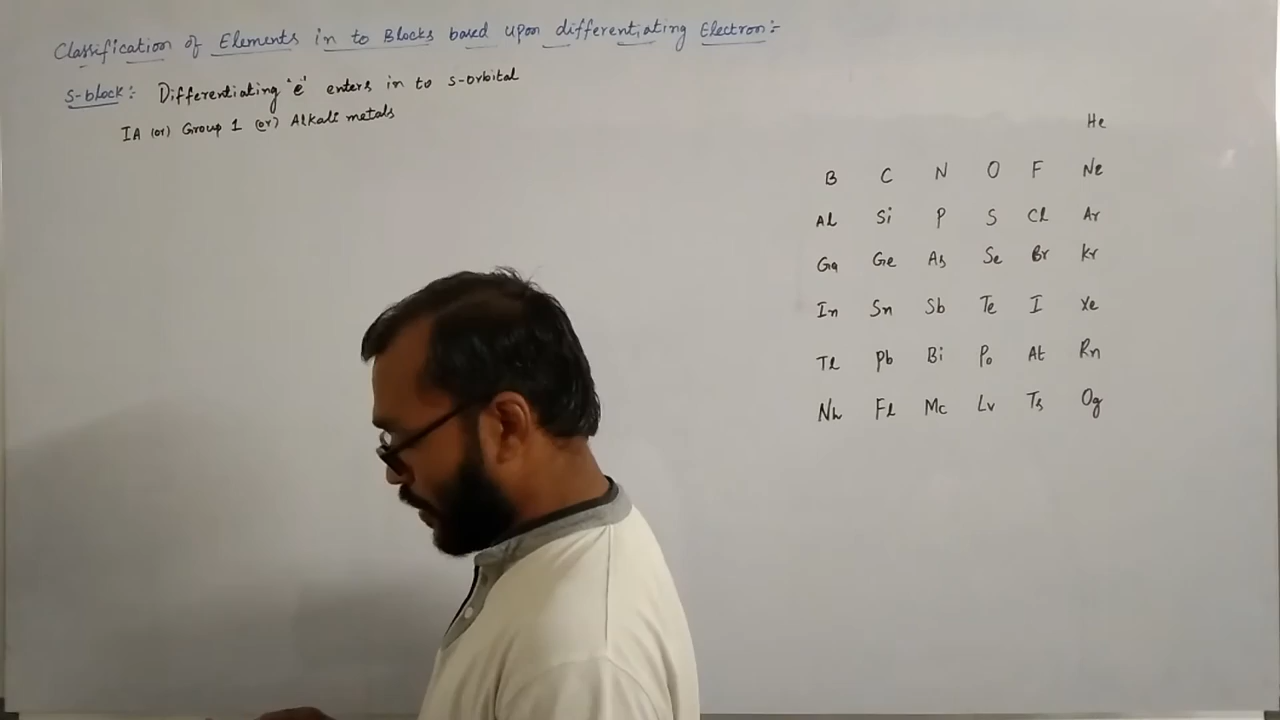 Classification of Elements in to Blocks based upon differentiating Electron:-
S-block:- Differentiating 'e' enters in to s-orbital
IA (or) Group 1 (or) Alkali metals
He
B C N O F Ne
Al Si P S Cl Ar
Ga Ge As Se Br Kr
In Sn Sb Te I Xe
Tl Pb Bi Po At Rn
Nh Fl Mc Lv Ts Og